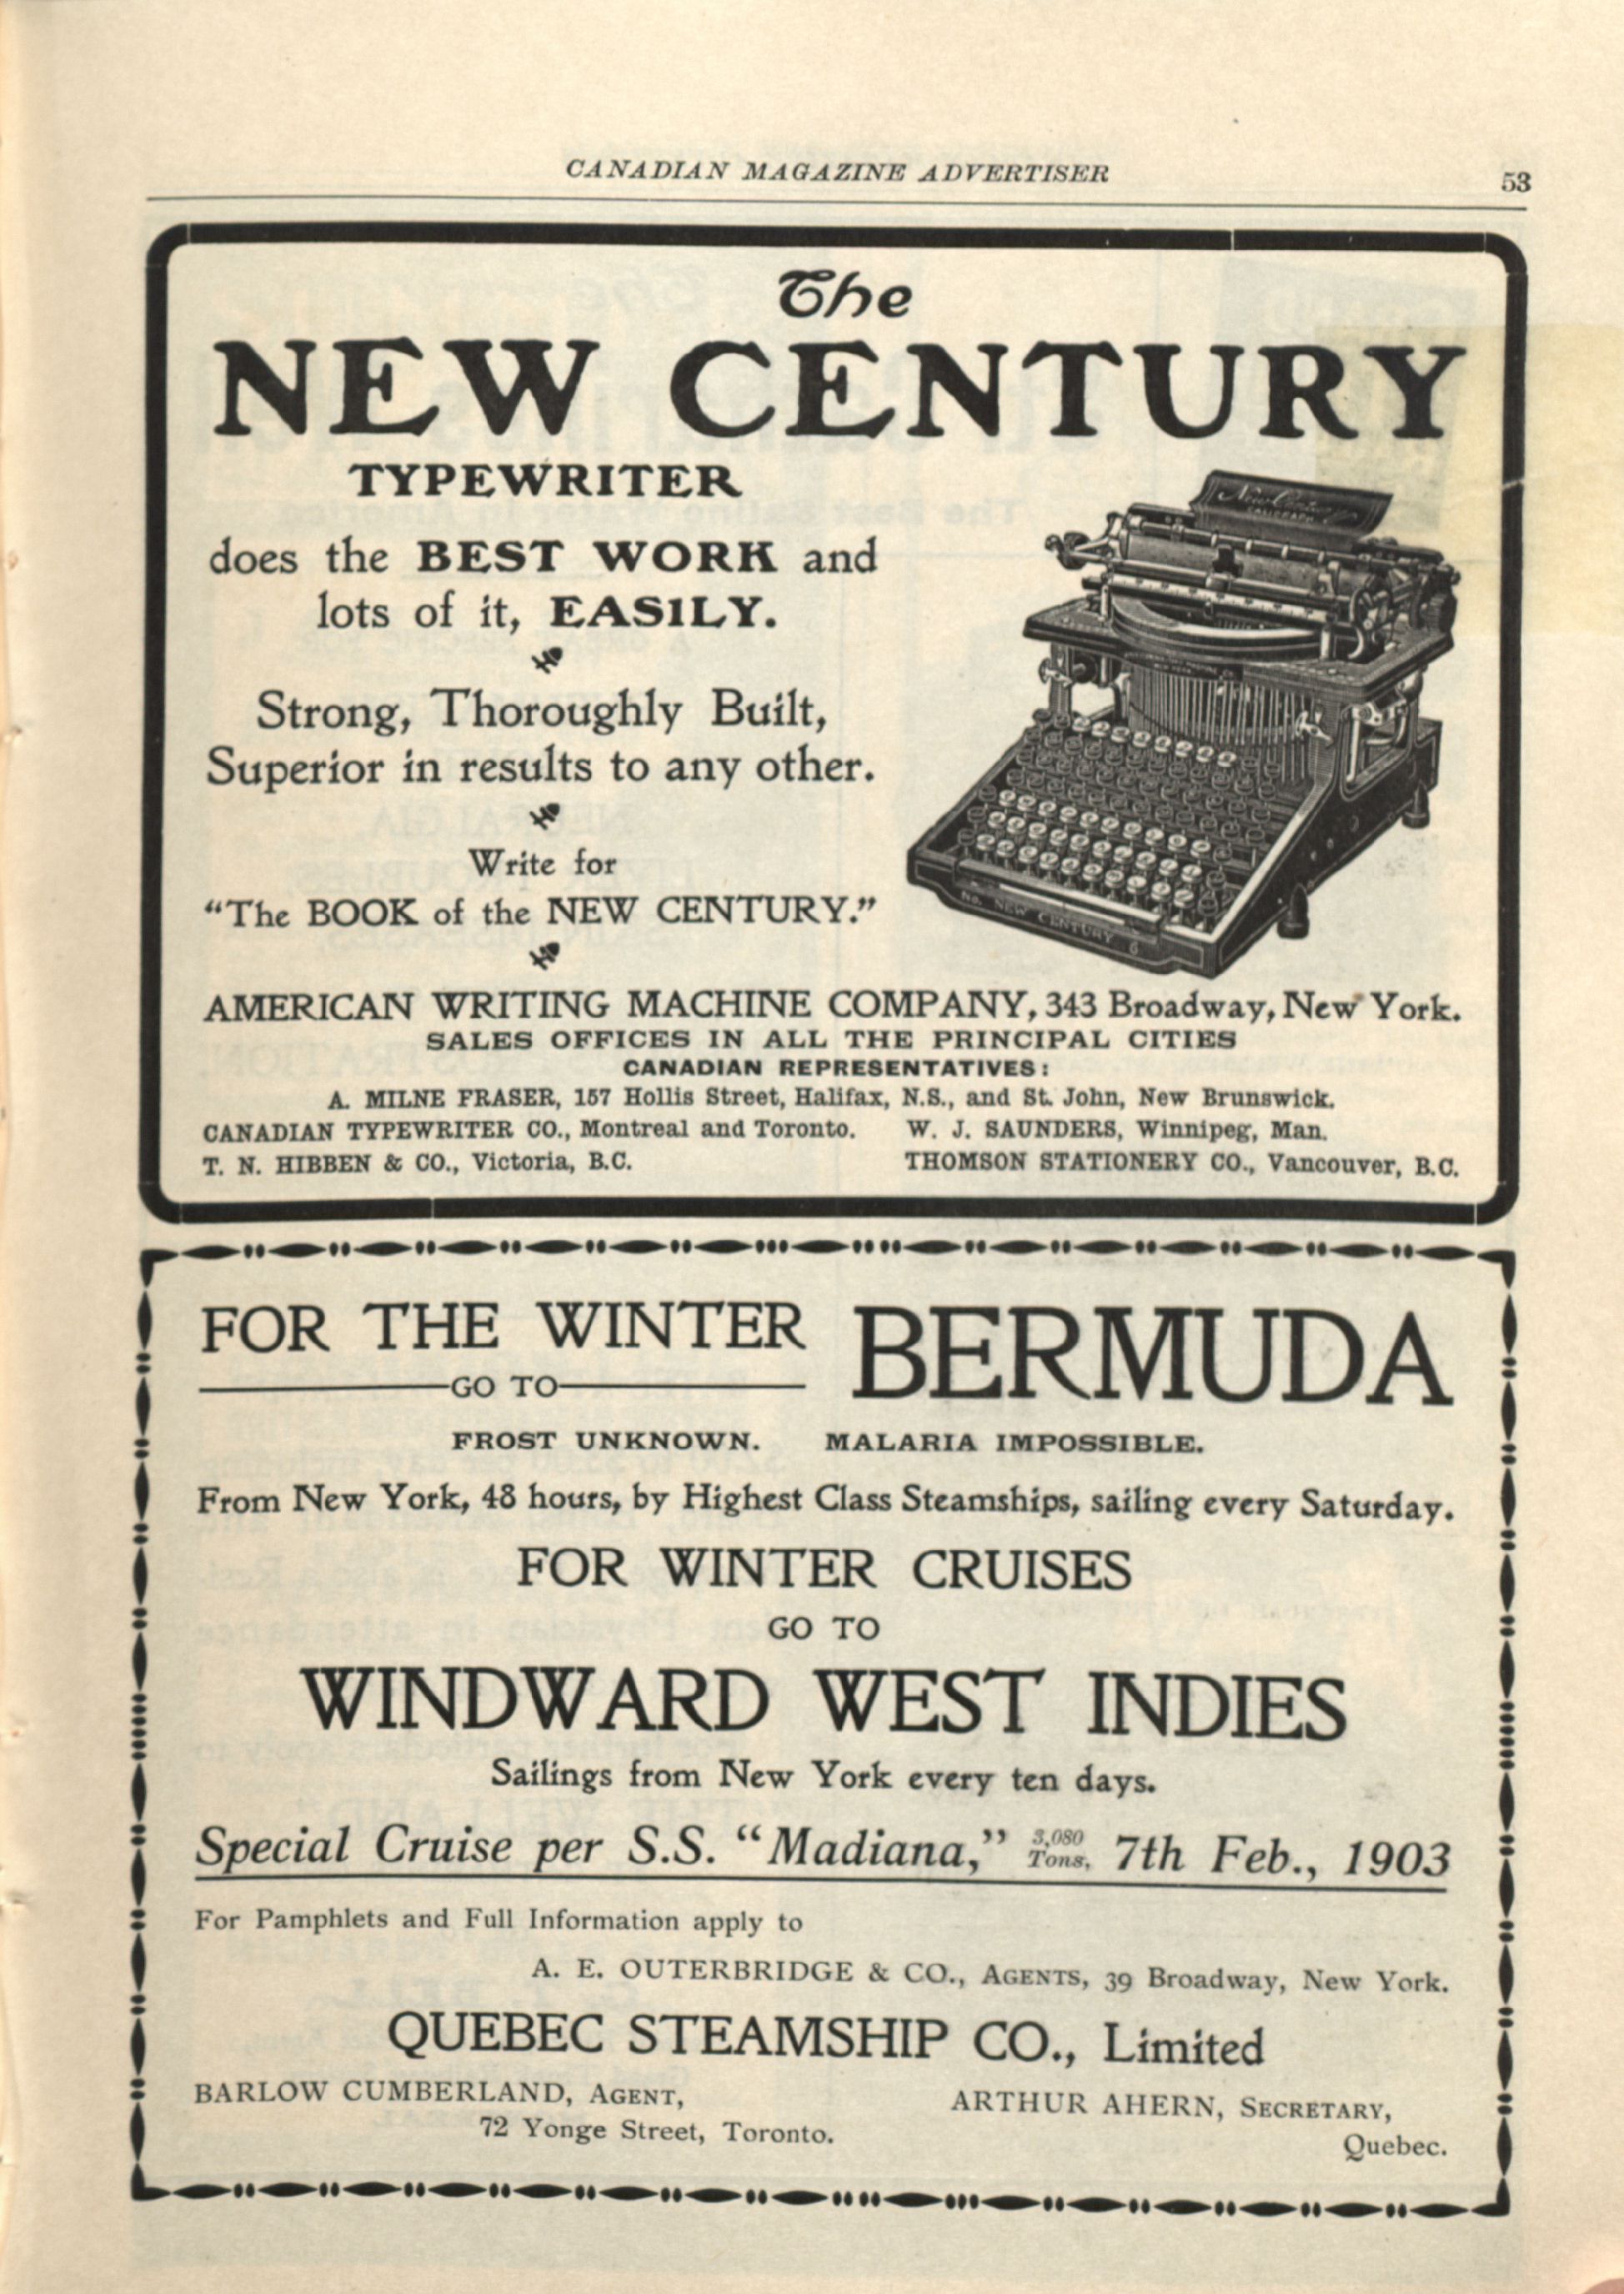 CANADIAN MAGAZINE ADVERTISER 53
The
NEW CENTURY
TYPEWRITER
does the BEST WORK and
lots of it, EASILY.
Strong, Thoroughly Built,
Superior in results to any other.
Write for
“The BOOK of the NEW CENTURY.”
New Century
CALIGRAPH
No. NEW CENTURY 6
AMERICAN WRITING MACHINE COMPANY, 343 Broadway, New York.
SALES OFFICES IN ALL THE PRINCIPAL CITIES
CANADIAN REPRESENTATIVES:
A. MILNE FRASER, 157 Hollis Street, Halifax, N.S., and St. John, New Brunswick.
CANADIAN TYPEWRITER CO., Montreal and Toronto. W. J. SAUNDERS, Winnipeg, Man.
T. N. HIBBEN & CO., Victoria, B.C. THOMSON STATIONERY CO., Vancouver, B.C.
FOR THE WINTER BERMUDA
GO TO
FROST UNKNOWN. MALARIA IMPOSSIBLE.
From New York, 48 hours, by Highest Class Steamships, sailing every Saturday.
FOR WINTER CRUISES
GO TO
WINDWARD WEST INDIES
Sailings from New York every ten days.
Special Cruise per S.S. “Madiana,” 3,080 Tons, 7th Feb., 1903
For Pamphlets and Full Information apply to
A. E. OUTERBRIDGE & CO., AGENTS, 39 Broadway, New York.
QUEBEC STEAMSHIP CO., Limited
BARLOW CUMBERLAND, AGENT, ARTHUR AHERN, SECRETARY,
72 Yonge Street, Toronto. Quebec.